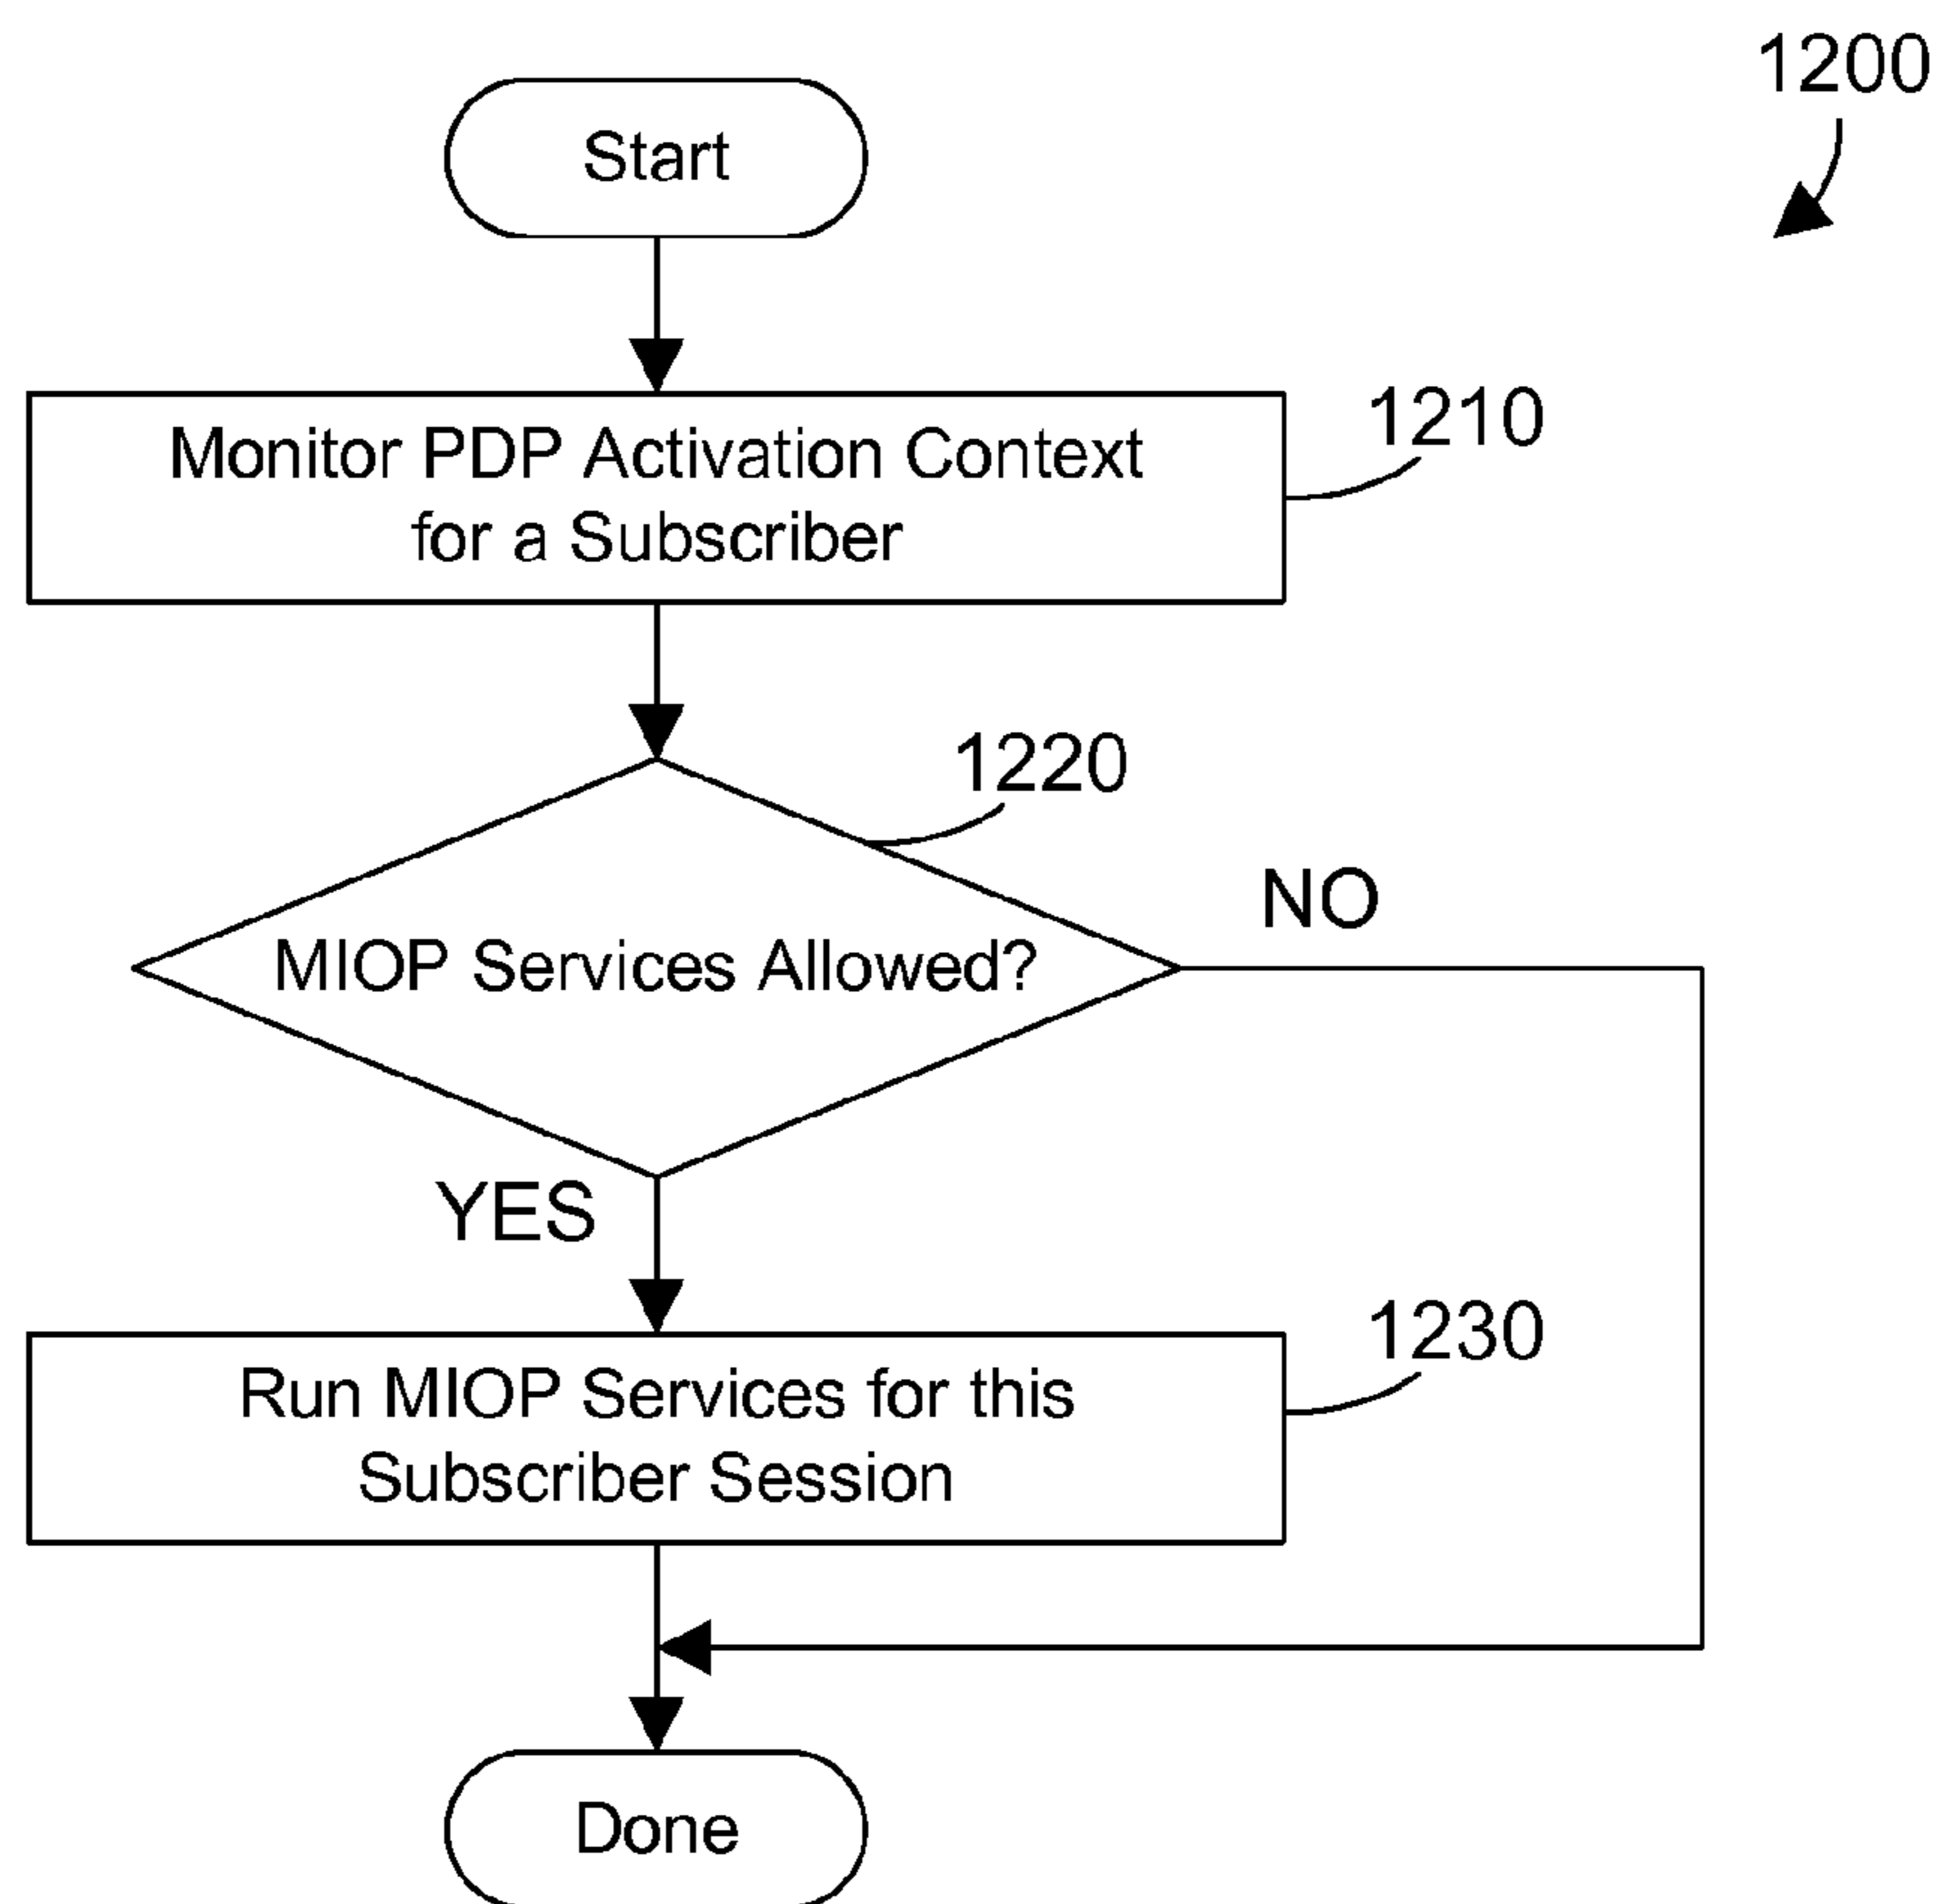 1200
Start
Monitor PDP Activation Context
for a Subscriber
1210
1220
MIOP Services Allowed?
NO
YES
Run MIOP Services for this
Subscriber Session
1230
Done